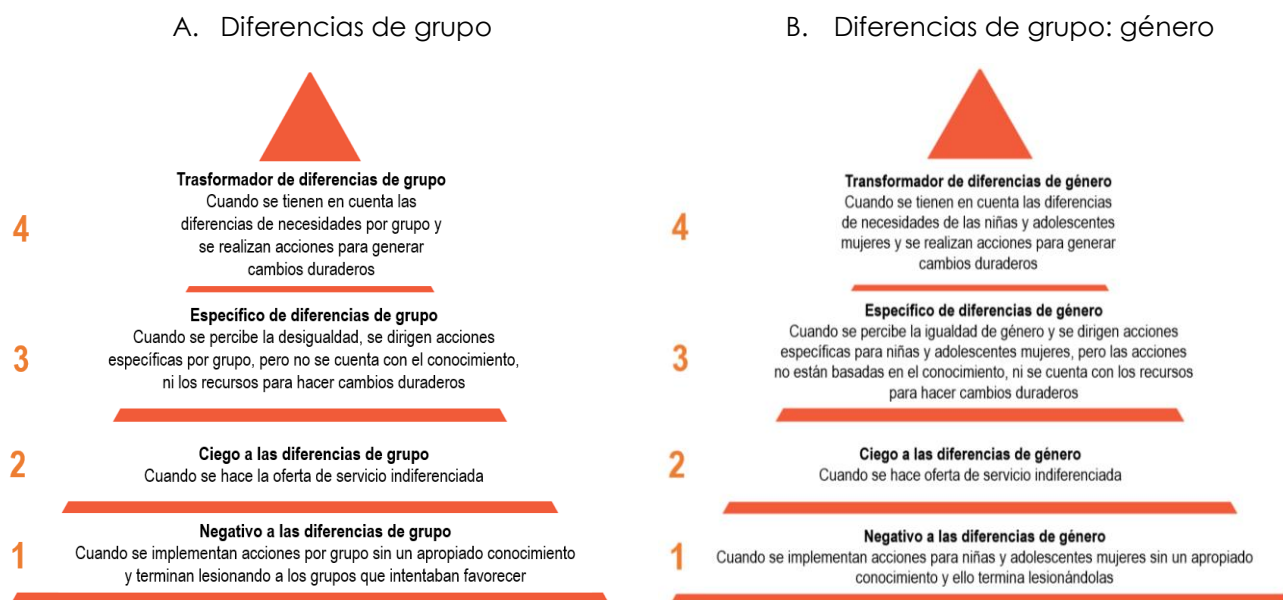 A. Diferencias de grupo
Trasformador de diferencias de grupo
Cuando se tienen en cuenta las
diferencias de necesidades por grupo y
se realizan acciones para generar
cambios duraderos
4
Específico de diferencias de grupo
Cuando se percibe la desigualdad, se dirigen acciones
específicas por grupo, pero no se cuenta con el conocimiento,
ni los recursos para hacer cambios duraderos
3
Ciego a las diferencias de grupo
Cuando se hace la oferta de servicio indiferenciada
2
Negativo a las diferencias de grupo
Cuando se implementan acciones por grupo sin un apropiado conocimiento
y terminan lesionando a los grupos que intentaban favorecer
1
B. Diferencias de grupo: género
Transformador de diferencias de género
Cuando se tienen en cuenta las diferencias
de necesidades de las niñas y adolescentes
mujeres y se realizan acciones para generar
cambios duraderos
4
Específico de diferencias de género
Cuando se percibe la igualdad de género y se dirigen acciones
específicas para niñas y adolescentes mujeres, pero las acciones
no están basadas en el conocimiento, ni se cuenta con los recursos
para hacer cambios duraderos
3
Ciego a las diferencias de género
Cuando se hace oferta de servicio indiferenciada
2
Negativo a las diferencias de género
Cuando se implementan acciones para niñas y adolescentes mujeres sin un apropiado
conocimiento y ello termina lesionándolas
1